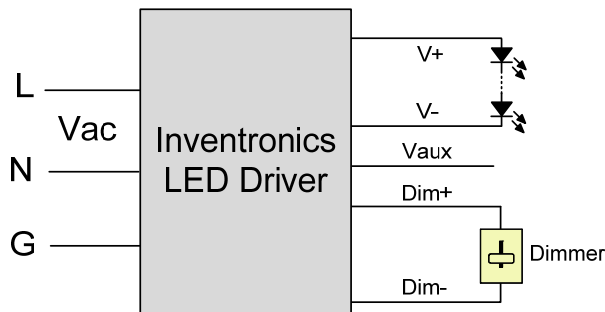 L
Vac
N
G
Inventronics
LED Driver
V+
V-
Vaux
Dim+
Dimmer
Dim-